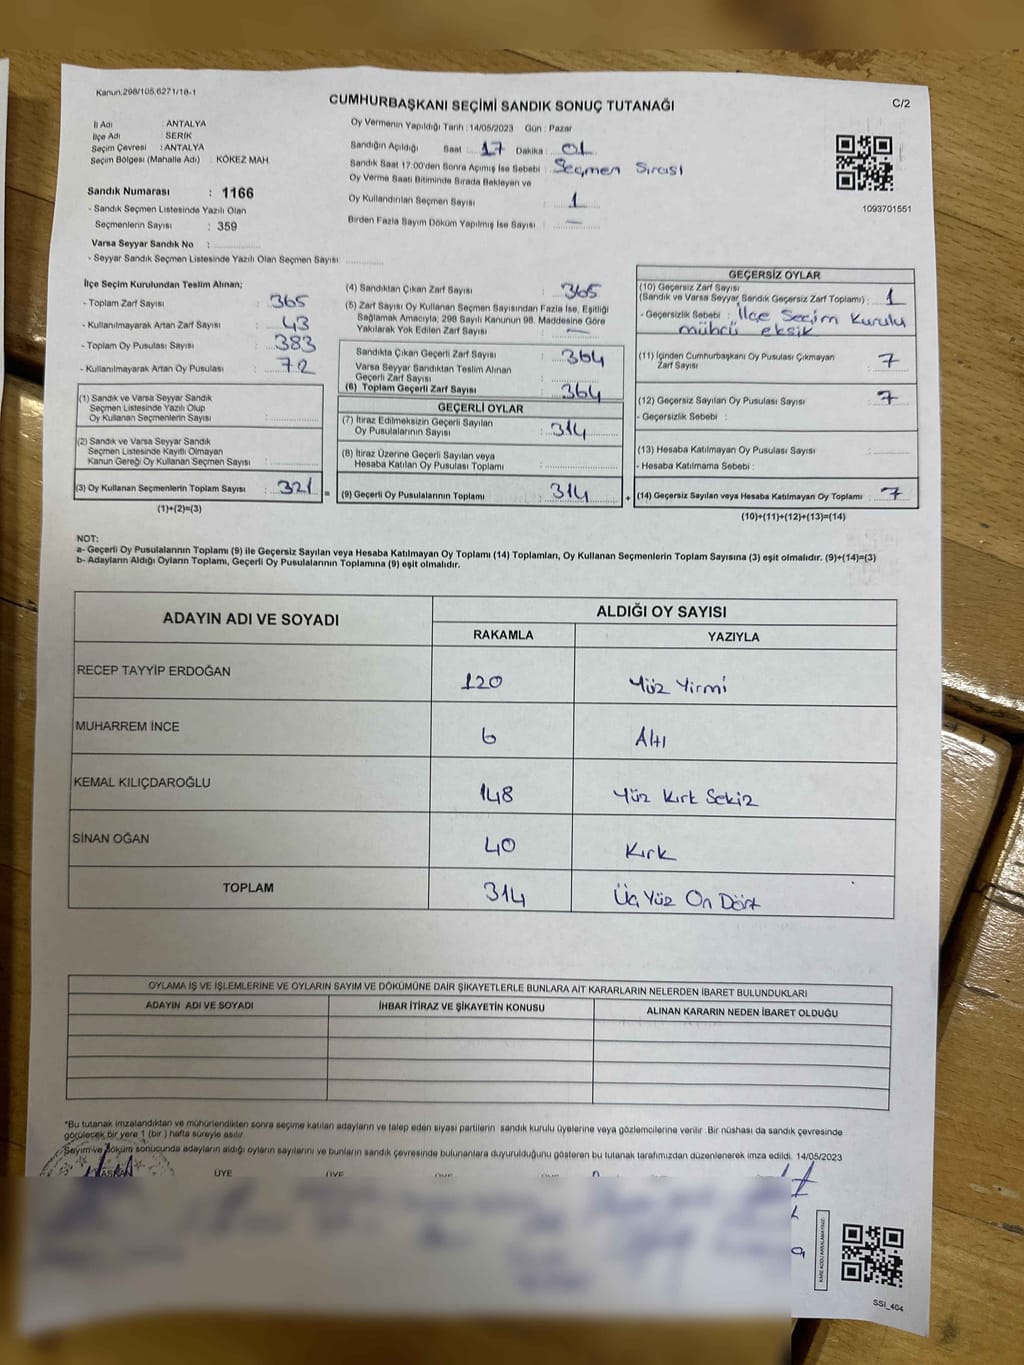 Kanun.298/105,6271/18-1
CUMHURBAŞKANI SEÇİMİ SANDIK SONUÇ TUTANAĞI
C/2
İl Adı : ANTALYA
İlçe Adı : SERİK
Seçim Çevresi : ANTALYA
Seçim Bölgesi (Mahalle Adı) : KÖKEZ MAH.
Sandık Numarası : 1166
- Sandık Seçmen Listesinde Yazılı Olan
Seçmenlerin Sayısı : 359
Varsa Seyyar Sandık No :
- Seyyar Sandık Seçmen Listesinde Yazılı Olan Seçmen Sayısı :
Oy Vermenin Yapıldığı Tarih : 14/05/2023 Gün : Pazar
Sandığın Açıldığı Saat : 17 Dakika : 01
Sandık Saat 17.00'den Sonra Açılmış İse Sebebi : Seçmen Sırası
Oy Verme Saati Bitiminde Sırada Bekleyen ve
Oy Kullandırılan Seçmen Sayısı : 1
Birden Fazla Sayım Döküm Yapılmış İse Sayısı : —
1093701551
İlçe Seçim Kurulundan Teslim Alınan;
- Toplam Zarf Sayısı : 365
- Kullanılmayarak Artan Zarf Sayısı : 43
- Toplam Oy Pusulası Sayısı : 383
- Kullanılmayarak Artan Oy Pusulası : 72
(1) Sandık ve Varsa Seyyar Sandık
Seçmen Listesinde Yazılı Olup
Oy Kullanan Seçmenlerin Sayısı :
(2) Sandık ve Varsa Seyyar Sandık
Seçmen Listesinde Kayıtlı Olmayan
Kanun Gereği Oy Kullanan Seçmen Sayısı :
(3) Oy Kullanan Seçmenlerin Toplam Sayısı : 321 =
(1)+(2)=(3)
(4) Sandıktan Çıkan Zarf Sayısı : 365
(5) Zarf Sayısı Oy Kullanan Seçmen Sayısından Fazla İse, Eşitliği
Sağlamak Amacıyla, 298 Sayılı Kanunun 98. Maddesine Göre
Yakılarak Yok Edilen Zarf Sayısı : —
Sandıkta Çıkan Geçerli Zarf Sayısı : 364
Varsa Seyyar Sandıktan Teslim Alınan
Geçerli Zarf Sayısı :
(6) Toplam Geçerli Zarf Sayısı : 364
GEÇERLİ OYLAR
(7) İtiraz Edilmeksizin Geçerli Sayılan
Oy Pusulalarının Sayısı : 314
(8) İtiraz Üzerine Geçerli Sayılan veya
Hesaba Katılan Oy Pusulası Toplamı :
(9) Geçerli Oy Pusulalarının Toplamı : 314 +
GEÇERSİZ OYLAR
(10) Geçersiz Zarf Sayısı
(Sandık ve Varsa Seyyar Sandık Geçersiz Zarf Toplamı) : 1
- Geçersizlik Sebebi : İlçe Seçim Kurulu
mührü eksik
(11) İçinden Cumhurbaşkanı Oy Pusulası Çıkmayan
Zarf Sayısı : 7
(12) Geçersiz Sayılan Oy Pusulası Sayısı : 7
- Geçersizlik Sebebi :
(13) Hesaba Katılmayan Oy Pusulası Sayısı :
- Hesaba Katılmama Sebebi :
(14) Geçersiz Sayılan veya Hesaba Katılmayan Oy Toplamı : 7
(10)+(11)+(12)+(13)=(14)
NOT:
a- Geçerli Oy Pusulalarının Toplamı (9) ile Geçersiz Sayılan veya Hesaba Katılmayan Oy Toplamı (14) Toplamları, Oy Kullanan Seçmenlerin Toplam Sayısına (3) eşit olmalıdır. (9)+(14)=(3)
b- Adayların Aldığı Oyların Toplamı, Geçerli Oy Pusulalarının Toplamına (9) eşit olmalıdır.
ADAYIN ADI VE SOYADI
ALDIĞI OY SAYISI
RAKAMLA YAZIYLA
RECEP TAYYİP ERDOĞAN 120 Yüz Yirmi
MUHARREM İNCE 6 Altı
KEMAL KILIÇDAROĞLU 148 Yüz Kırk Sekiz
SİNAN OĞAN 40 Kırk
TOPLAM 314 Üç Yüz On Dört
OYLAMA İŞ VE İŞLEMLERİNE VE OYLARIN SAYIM VE DÖKÜMÜNE DAİR ŞİKAYETLERLE BUNLARA AİT KARARLARIN NELERDEN İBARET BULUNDUKLARI
ADAYIN ADI VE SOYADI İHBAR İTİRAZ VE ŞİKAYETİN KONUSU ALINAN KARARIN NEDEN İBARET OLDUĞU
*Bu tutanak imzalandıktan ve mühürlendikten sonra seçime katılan adayların ve talep eden siyasi partilerin sandık kurulu üyelerine veya gözlemcilerine verilir. Bir nüshası da sandık çevresinde
görülecek bir yere 1 (bir) hafta süreyle asılır.
Sayım ve döküm sonucunda adayların aldığı oyların sayılarını ve bunların sandık çevresinde bulunanlara duyurulduğunu gösteren bu tutanak tarafımızdan düzenlenerek imza edildi. 14/05/2023
BAŞKAN ÜYE ÜYE
SSI_404